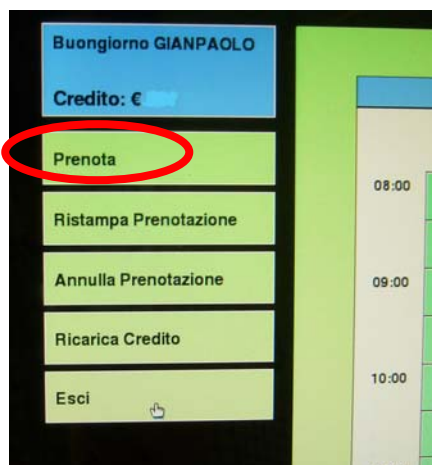 Buongiorno GIANPAOLO
Credito: €
Prenota
Ristampa Prenotazione
Annulla Prenotazione
Ricarica Credito
Esci
08:00
09:00
10:00